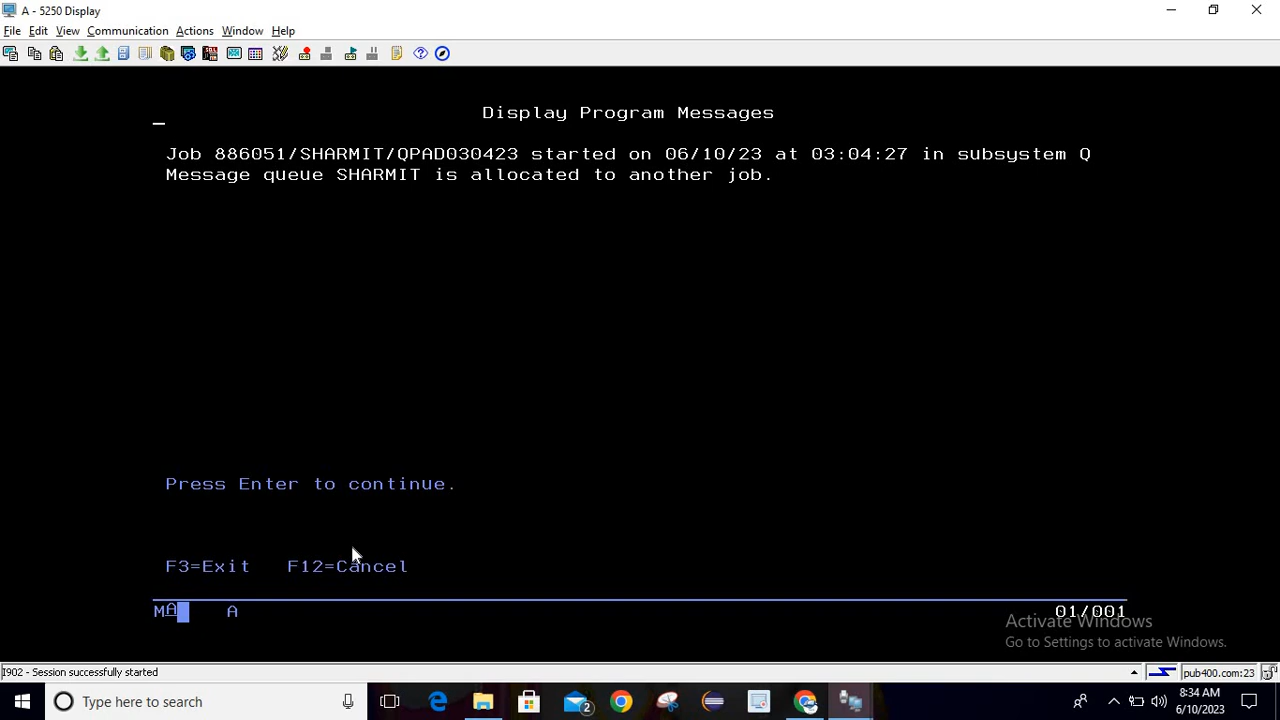 A - 5250 Display
File Edit View Communication Actions Window Help
Display Program Messages
Job 886051/SHARMIT/QPAD030423 started on 06/10/23 at 03:04:27 in subsystem Q
Message queue SHARMIT is allocated to another job.
Press Enter to continue.
F3=Exit F12=Cancel
MA A 01/001
Activate Windows
Go to Settings to activate Windows.
I902 - Session successfully started pub400.com:23
Type here to search 2 8:34 AM
6/10/2023